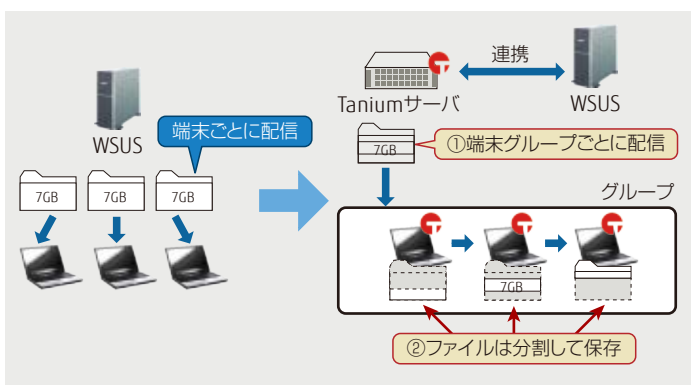 WSUS
端末ごとに配信
7GB
7GB
7GB
連携
Taniumサーバ
WSUS
7GB
①端末グループごとに配信
グループ
7GB
②ファイルは分割して保存